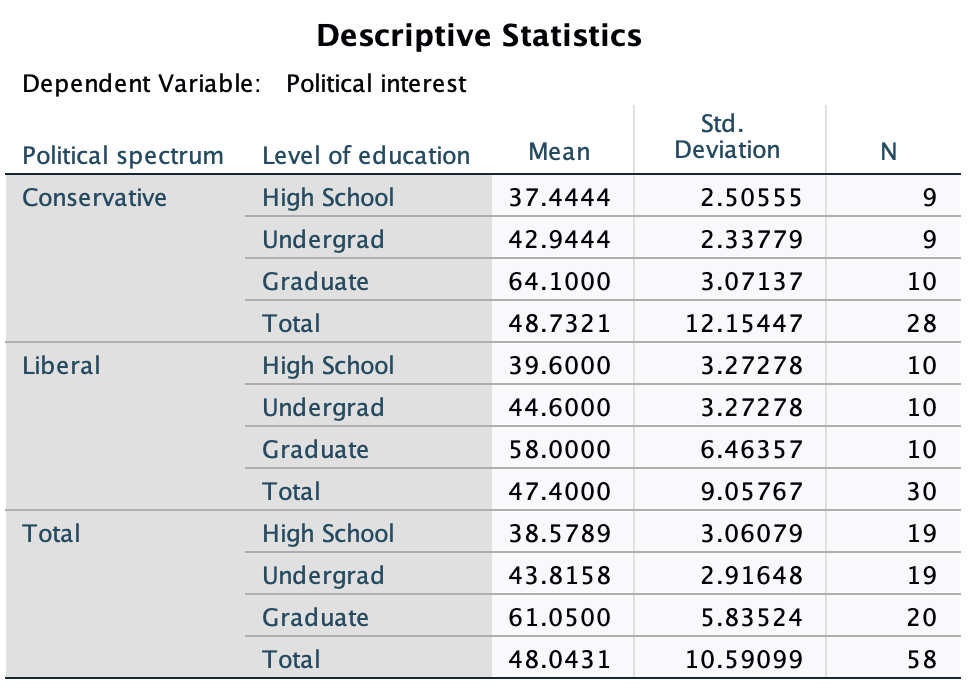 Descriptive Statistics
Dependent Variable: Political interest
Political spectrum Level of education Mean Std. Deviation N
Conservative High School 37.4444 2.50555 9
Undergrad 42.9444 2.33779 9
Graduate 64.1000 3.07137 10
Total 48.7321 12.15447 28
Liberal High School 39.6000 3.27278 10
Undergrad 44.6000 3.27278 10
Graduate 58.0000 6.46357 10
Total 47.4000 9.05767 30
Total High School 38.5789 3.06079 19
Undergrad 43.8158 2.91648 19
Graduate 61.0500 5.83524 20
Total 48.0431 10.59099 58